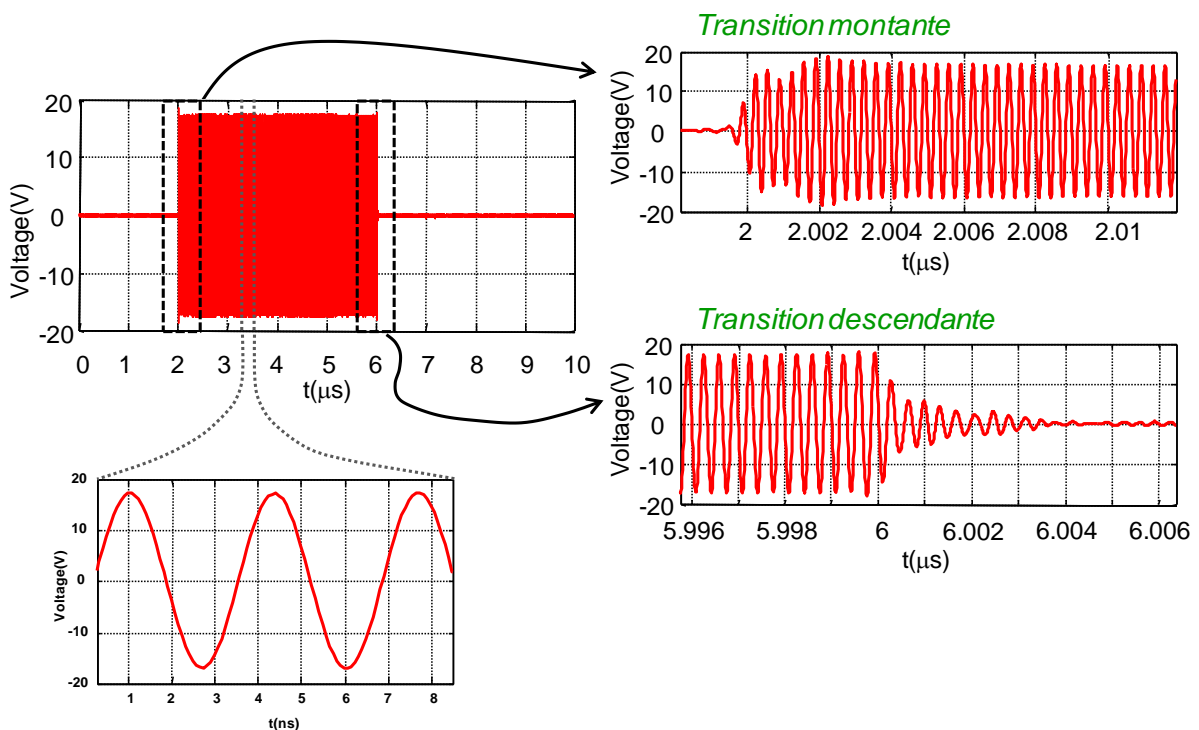 Transition montante
20
10
0
-10
-20
Voltage(V)
2 2.002 2.004 2.006 2.008 2.01
t(μs)
20
10
0
-10
-20
Voltage(V)
0 1 2 3 4 5 6 7 8 9 10
t(μs)
Transition descendante
20
10
0
-10
-20
Voltage(V)
5.996 5.998 6 6.002 6.004 6.006
t(μs)
20
10
0
-10
-20
Voltage(V)
1 2 3 4 5 6 7 8
t(ns)